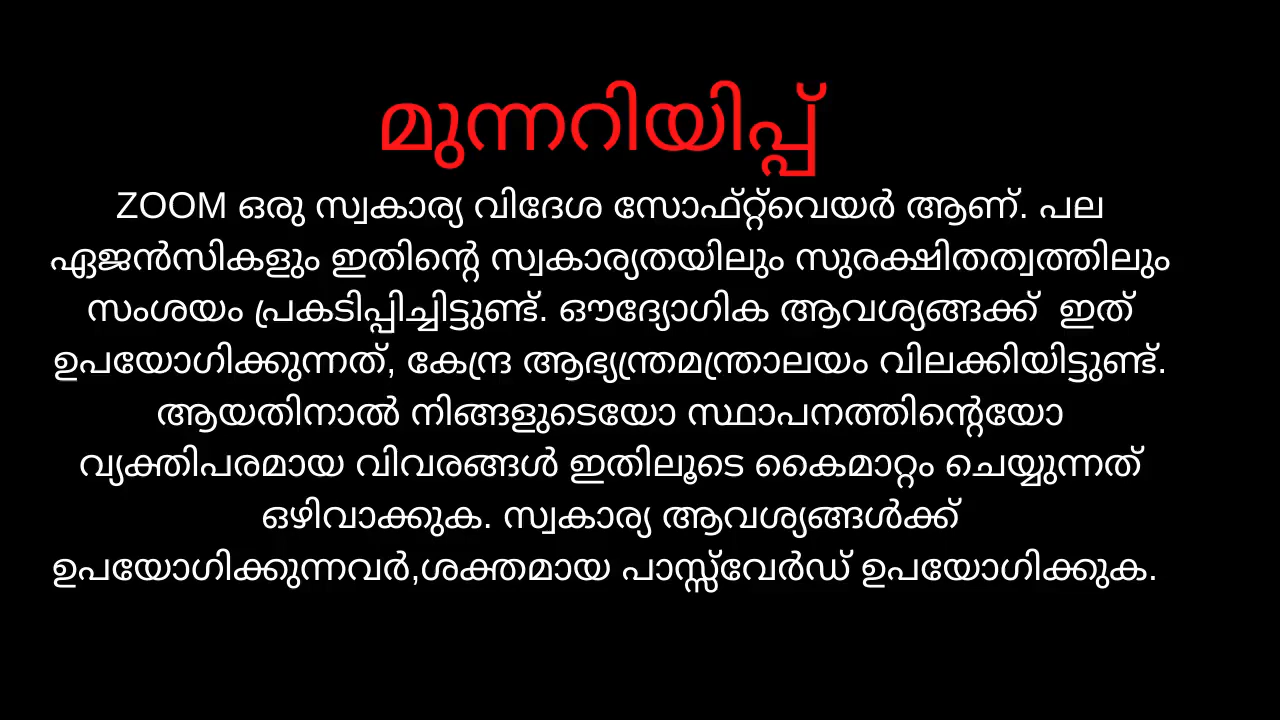 മുന്നറിയിപ്പ്
ZOOM ഒരു സ്വകാര്യ വിദേശ സോഫ്റ്റ്‌വെയർ ആണ്. പല
ഏജൻസികളും ഇതിന്റെ സ്വകാര്യതയിലും സുരക്ഷിതത്വത്തിലും
സംശയം പ്രകടിപ്പിച്ചിട്ടുണ്ട്. ഔദ്യോഗിക ആവശ്യങ്ങക്ക് ഇത്
ഉപയോഗിക്കുന്നത്, കേന്ദ്ര ആഭ്യന്ത്രമന്ത്രാലയം വിലക്കിയിട്ടുണ്ട്.
ആയതിനാൽ നിങ്ങളുടെയോ സ്ഥാപനത്തിന്റെയോ
വ്യക്തിപരമായ വിവരങ്ങൾ ഇതിലൂടെ കൈമാറ്റം ചെയ്യുന്നത്
ഒഴിവാക്കുക. സ്വകാര്യ ആവശ്യങ്ങൾക്ക്
ഉപയോഗിക്കുന്നവർ,ശക്തമായ പാസ്സ്‌വേർഡ് ഉപയോഗിക്കുക.